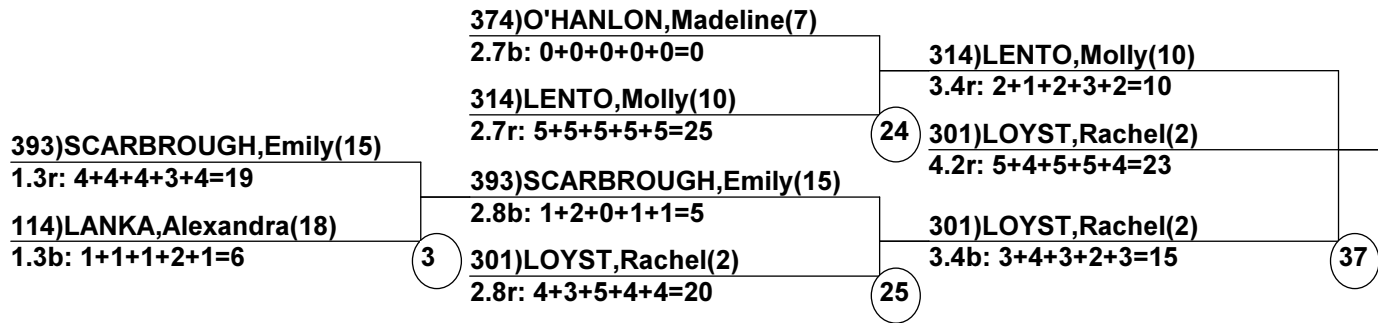 393)SCARBROUGH,Emily(15)
1.3r: 4+4+4+3+4=19
114)LANKA,Alexandra(18)
1.3b: 1+1+1+2+1=6
3
374)O'HANLON,Madeline(7)
2.7b: 0+0+0+0+0=0
314)LENTO,Molly(10)
2.7r: 5+5+5+5+5=25
24
393)SCARBROUGH,Emily(15)
2.8b: 1+2+0+1+1=5
301)LOYST,Rachel(2)
2.8r: 4+3+5+4+4=20
25
314)LENTO,Molly(10)
3.4r: 2+1+2+3+2=10
301)LOYST,Rachel(2)
4.2r: 5+4+5+5+4=23
301)LOYST,Rachel(2)
3.4b: 3+4+3+2+3=15
37